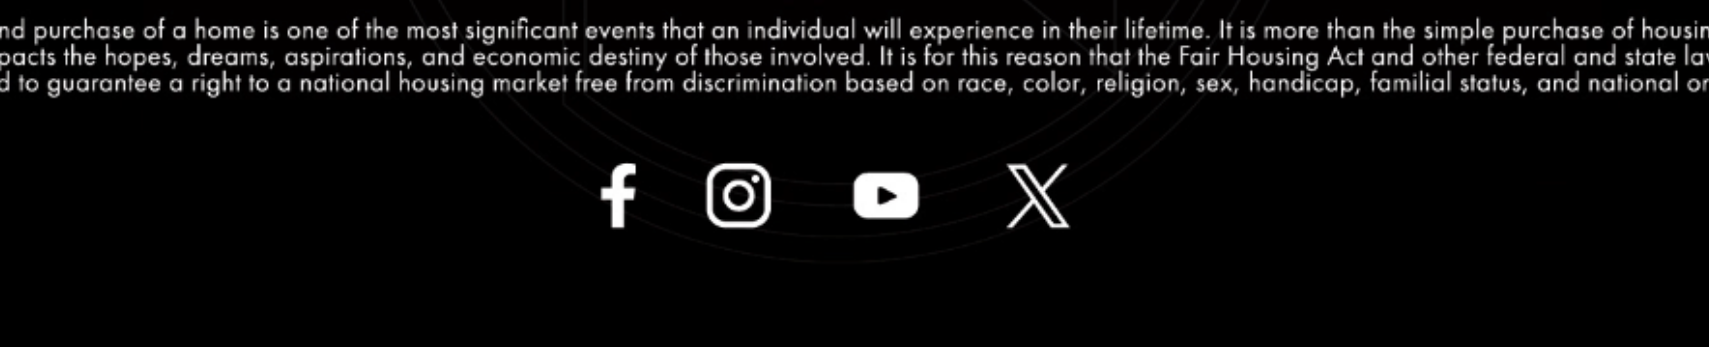 nd purchase of a home is one of the most significant events that an individual will experience in their lifetime. It is more than the simple purchase of housin
pacts the hopes, dreams, aspirations, and economic destiny of those involved. It is for this reason that the Fair Housing Act and other federal and state la
d to guarantee a right to a national housing market free from discrimination based on race, color, religion, sex, handicap, familial status, and national or